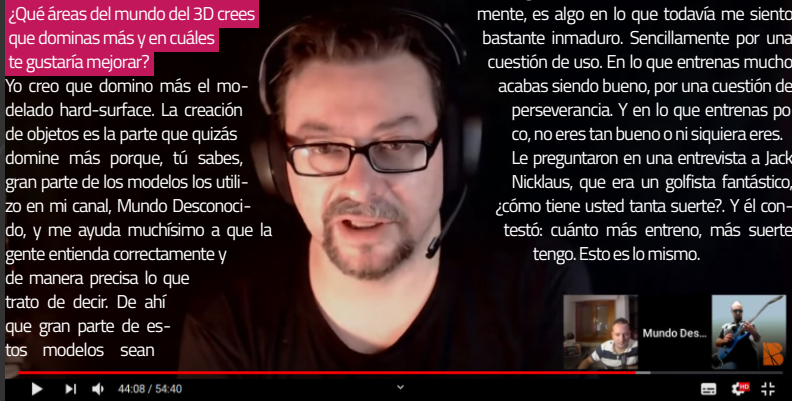 ¿Qué áreas del mundo del 3D crees
que dominas más y en cuáles
te gustaría mejorar?
Yo creo que domino más el mo-
delado hard-surface. La creación
de objetos es la parte que quizás
domine más porque, tú sabes,
gran parte de los modelos los utili-
zo en mi canal, Mundo Desconoci-
do, y me ayuda muchísimo a que la
gente entienda correctamente y
de manera precisa lo que
trato de decir. De ahí
que gran parte de es-
tos modelos sean
mente, es algo en lo que todavía me siento
bastante inmaduro. Sencillamente por una
cuestión de uso. En lo que entrenas mucho
acabas siendo bueno, por una cuestión de
perseverancia. Y en lo que entrenas po
co, no eres tan bueno o ni siquiera eres.
Le preguntaron en una entrevista a Jack
Nicklaus, que era un golfista fantástico,
¿cómo tiene usted tanta suerte?. Y él con-
testó: cuánto más entreno, más suerte
tengo. Esto es lo mismo.
Mundo Des...
44:08 / 54:40
HD